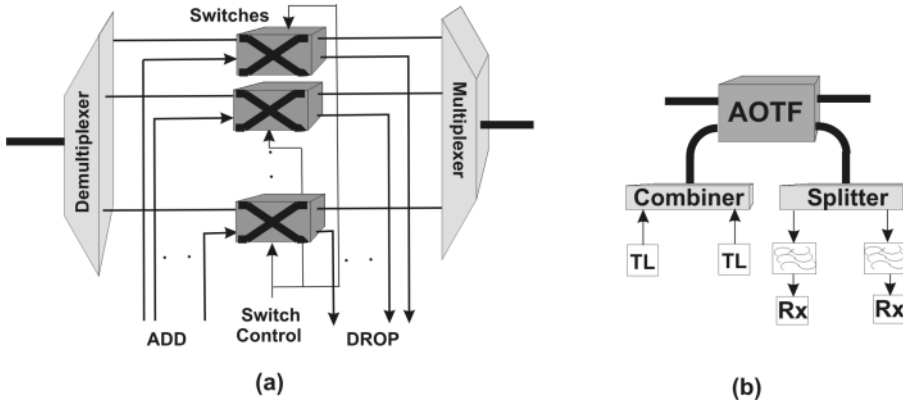 Switches
Demultiplexer
Multiplexer
ADD
Switch
Control
DROP
(a)
AOTF
Combiner
Splitter
TL
TL
Rx
Rx
(b)